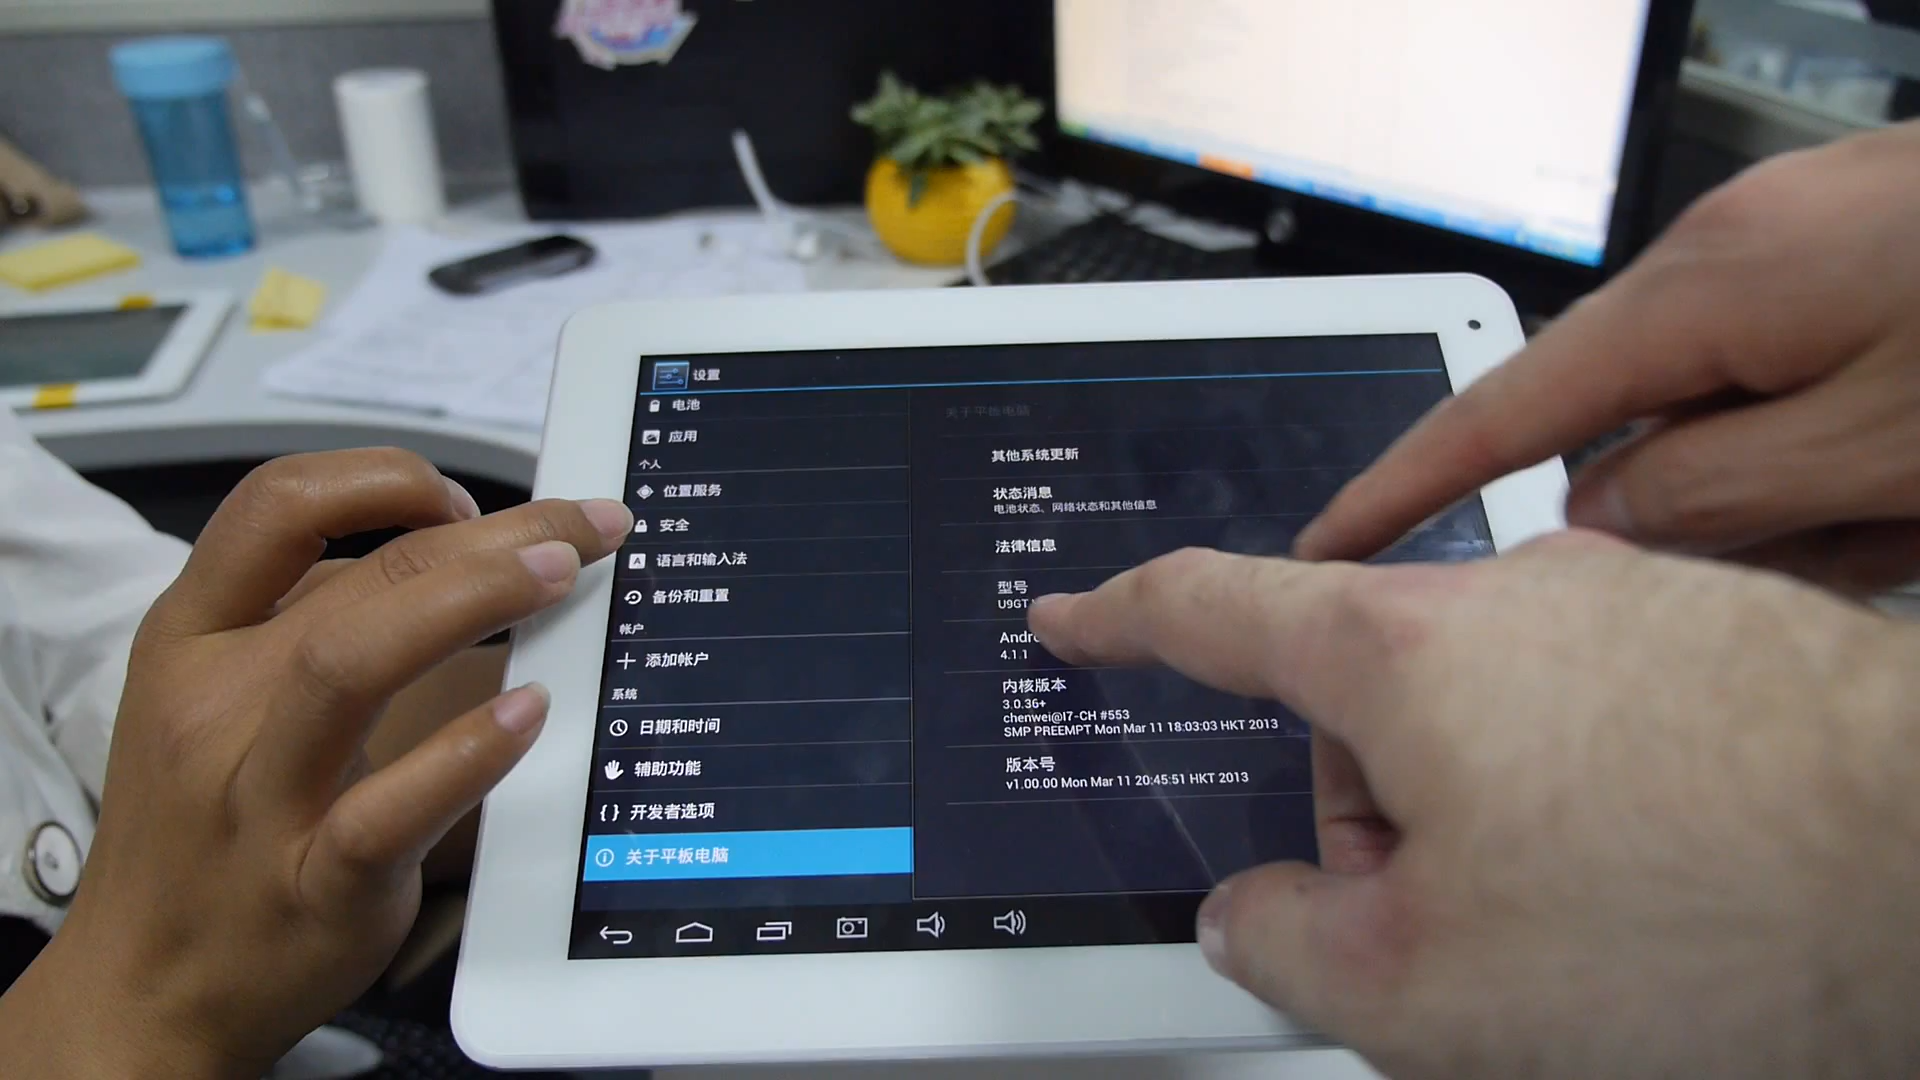 设置
电池
应用
个人
位置服务
安全
语言和输入法
备份和重置
帐户
添加帐户
系统
日期和时间
辅助功能
{ } 开发者选项
关于平板电脑
关于平板电脑
其他系统更新
状态消息
电池状态、网络状态和其他信息
法律信息
型号
U9GT
4.1.1
内核版本
3.0.36+
chenwei@I7-CH #553
SMP PREEMPT Mon Mar 11 18:03:03 HKT 2013
版本号
v1.00.00 Mon Mar 11 20:45:51 HKT 2013